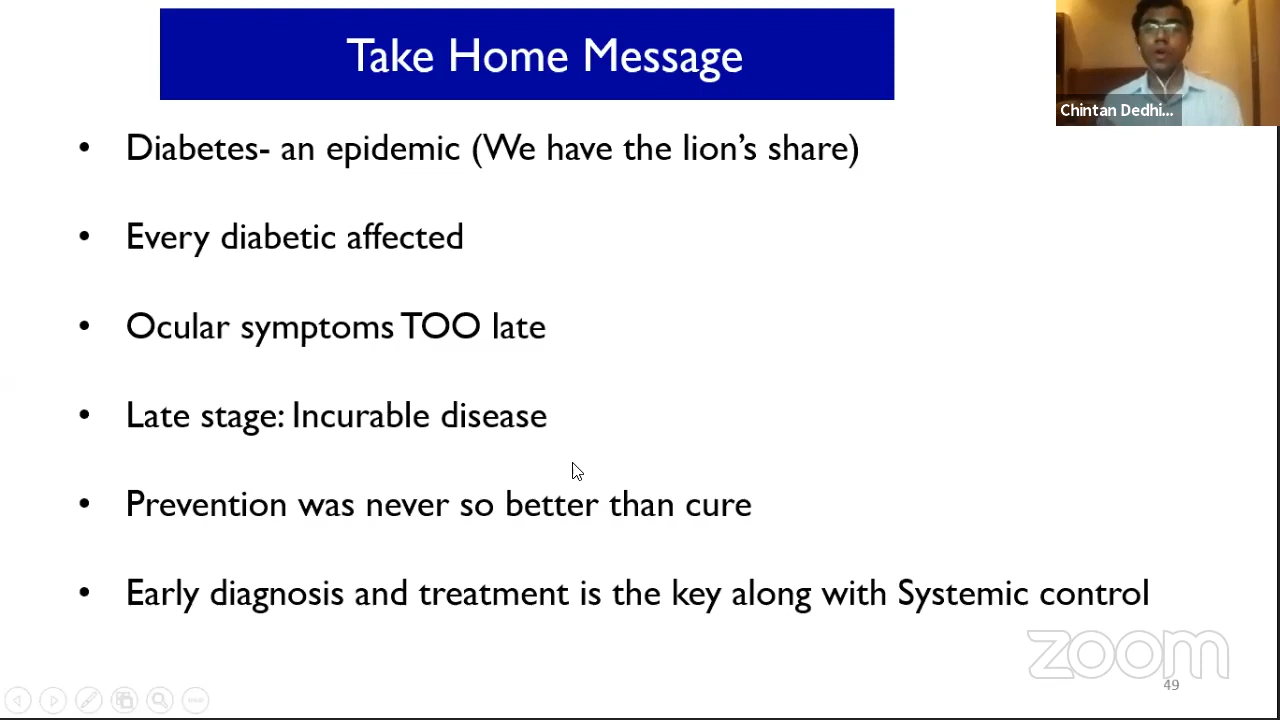 Take Home Message
Chintan Dedhi...
• Diabetes- an epidemic (We have the lion's share)
• Every diabetic affected
• Ocular symptoms TOO late
• Late stage: Incurable disease
• Prevention was never so better than cure
• Early diagnosis and treatment is the key along with Systemic control
zoom
49